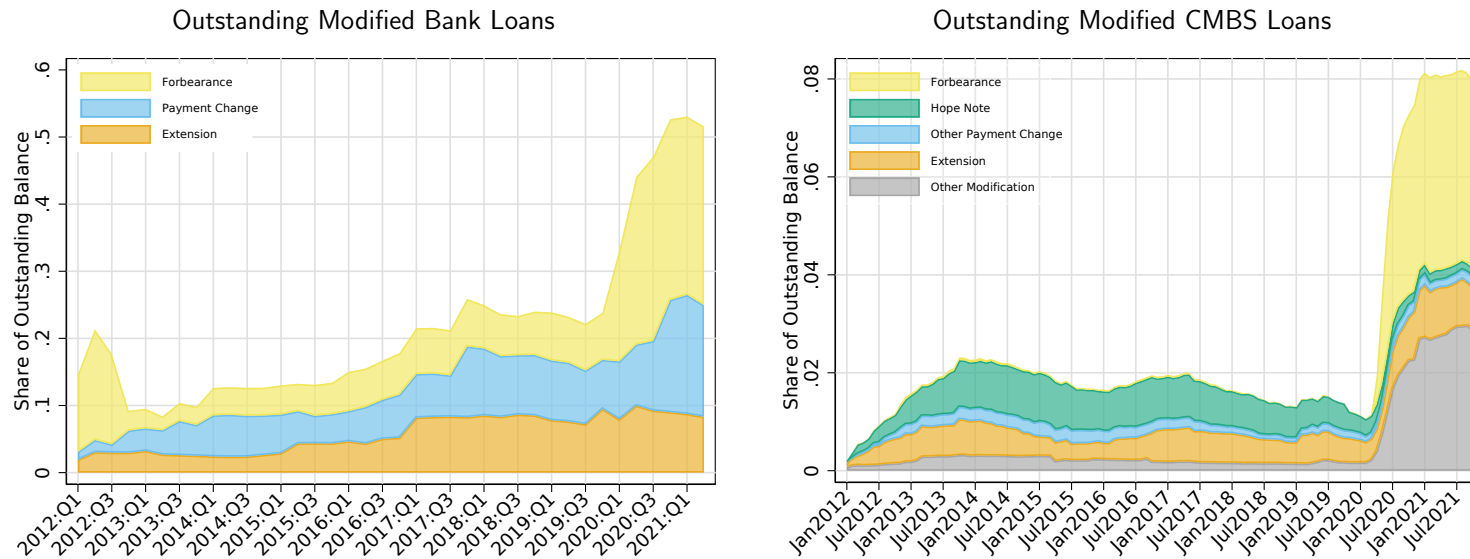 Outstanding Modified Bank Loans
Share of Outstanding Balance
.6
.5
.4
.3
.2
.1
0
Forbearance
Payment Change
Extension
2012:Q1
2012:Q3
2013:Q1
2013:Q3
2014:Q1
2014:Q3
2015:Q1
2015:Q3
2016:Q1
2016:Q3
2017:Q1
2017:Q3
2018:Q1
2018:Q3
2019:Q1
2019:Q3
2020:Q1
2020:Q3
2021:Q1
Outstanding Modified CMBS Loans
Share of Outstanding Balance
.08
.06
.04
.02
0
Forbearance
Hope Note
Other Payment Change
Extension
Other Modification
Jan2012
Jul2012
Jan2013
Jul2013
Jan2014
Jul2014
Jan2015
Jul2015
Jan2016
Jul2016
Jan2017
Jul2017
Jan2018
Jul2018
Jan2019
Jul2019
Jan2020
Jul2020
Jan2021
Jul2021